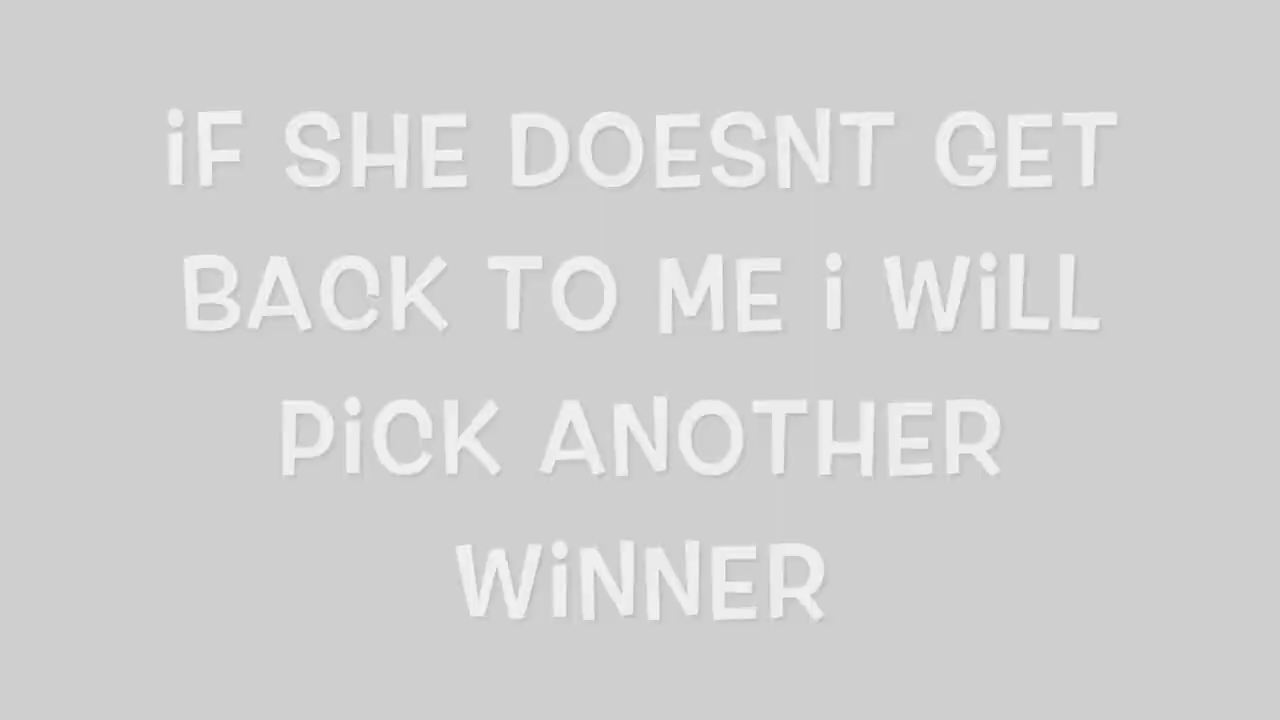 iF SHE DOESNT GET
BACK TO ME i WiLL
PiCK ANOTHER
WiNNER